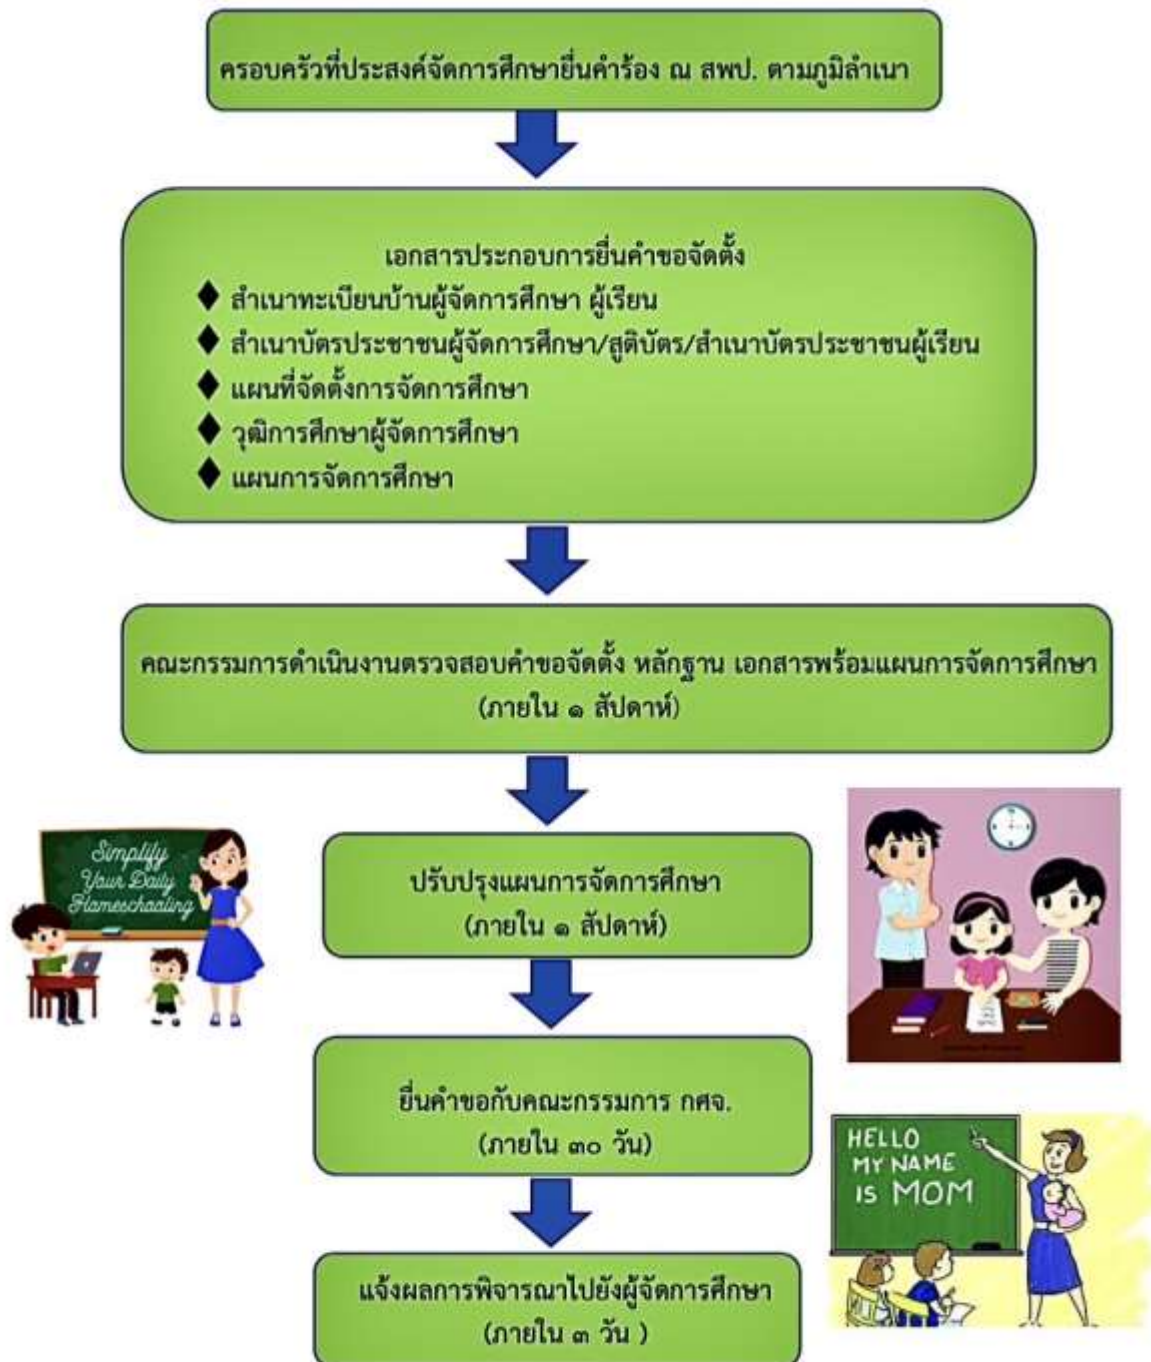 ครอบครัวที่ประสงค์จัดการศึกษายื่นคำร้อง ณ สพป. ตามภูมิลำเนา
เอกสารประกอบการยื่นคำขอจัดตั้ง
♦ สำเนาทะเบียนบ้านผู้จัดการศึกษา ผู้เรียน
♦ สำเนาบัตรประชาชนผู้จัดการศึกษา/สูติบัตร/สำเนาบัตรประชาชนผู้เรียน
♦ แผนที่จัดตั้งการจัดการศึกษา
♦ วุฒิการศึกษาผู้จัดการศึกษา
♦ แผนการจัดการศึกษา
คณะกรรมการดำเนินงานตรวจสอบคำขอจัดตั้ง หลักฐาน เอกสารพร้อมแผนการจัดการศึกษา
(ภายใน ๑ สัปดาห์)
Simplify
Your Daily
Homeschooling
ปรับปรุงแผนการจัดการศึกษา
(ภายใน ๑ สัปดาห์)
ยื่นคำขอกับคณะกรรมการ กศจ.
(ภายใน ๓๐ วัน)
HELLO
MY NAME
IS MOM
แจ้งผลการพิจารณาไปยังผู้จัดการศึกษา
(ภายใน ๓ วัน )